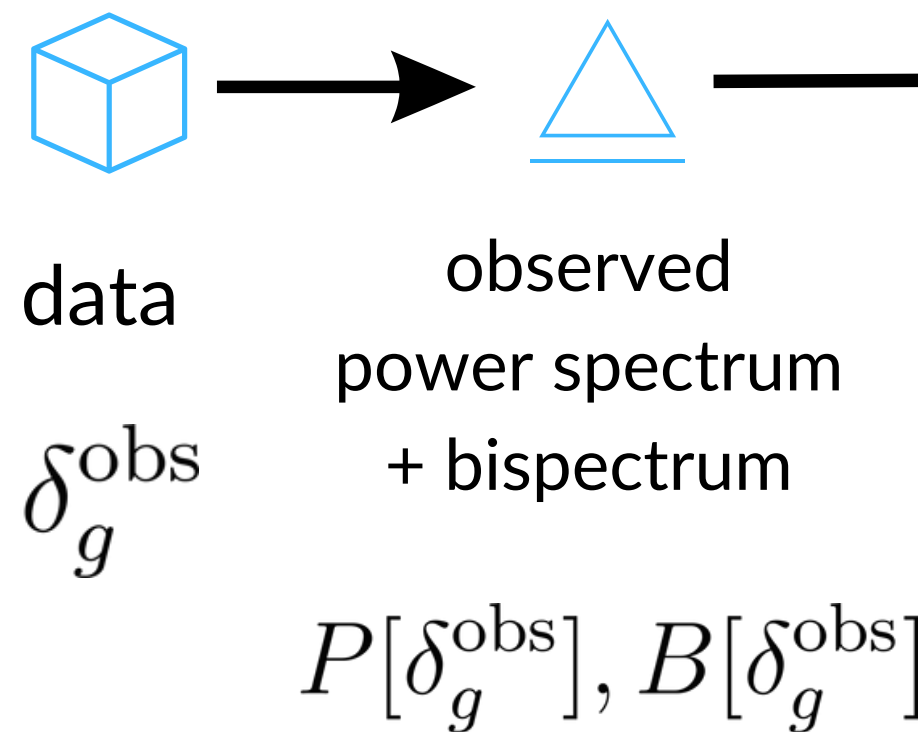 data
observed
power spectrum
+ bispectrum
δ_g^obs
P[δ_g^obs], B[δ_g^obs]